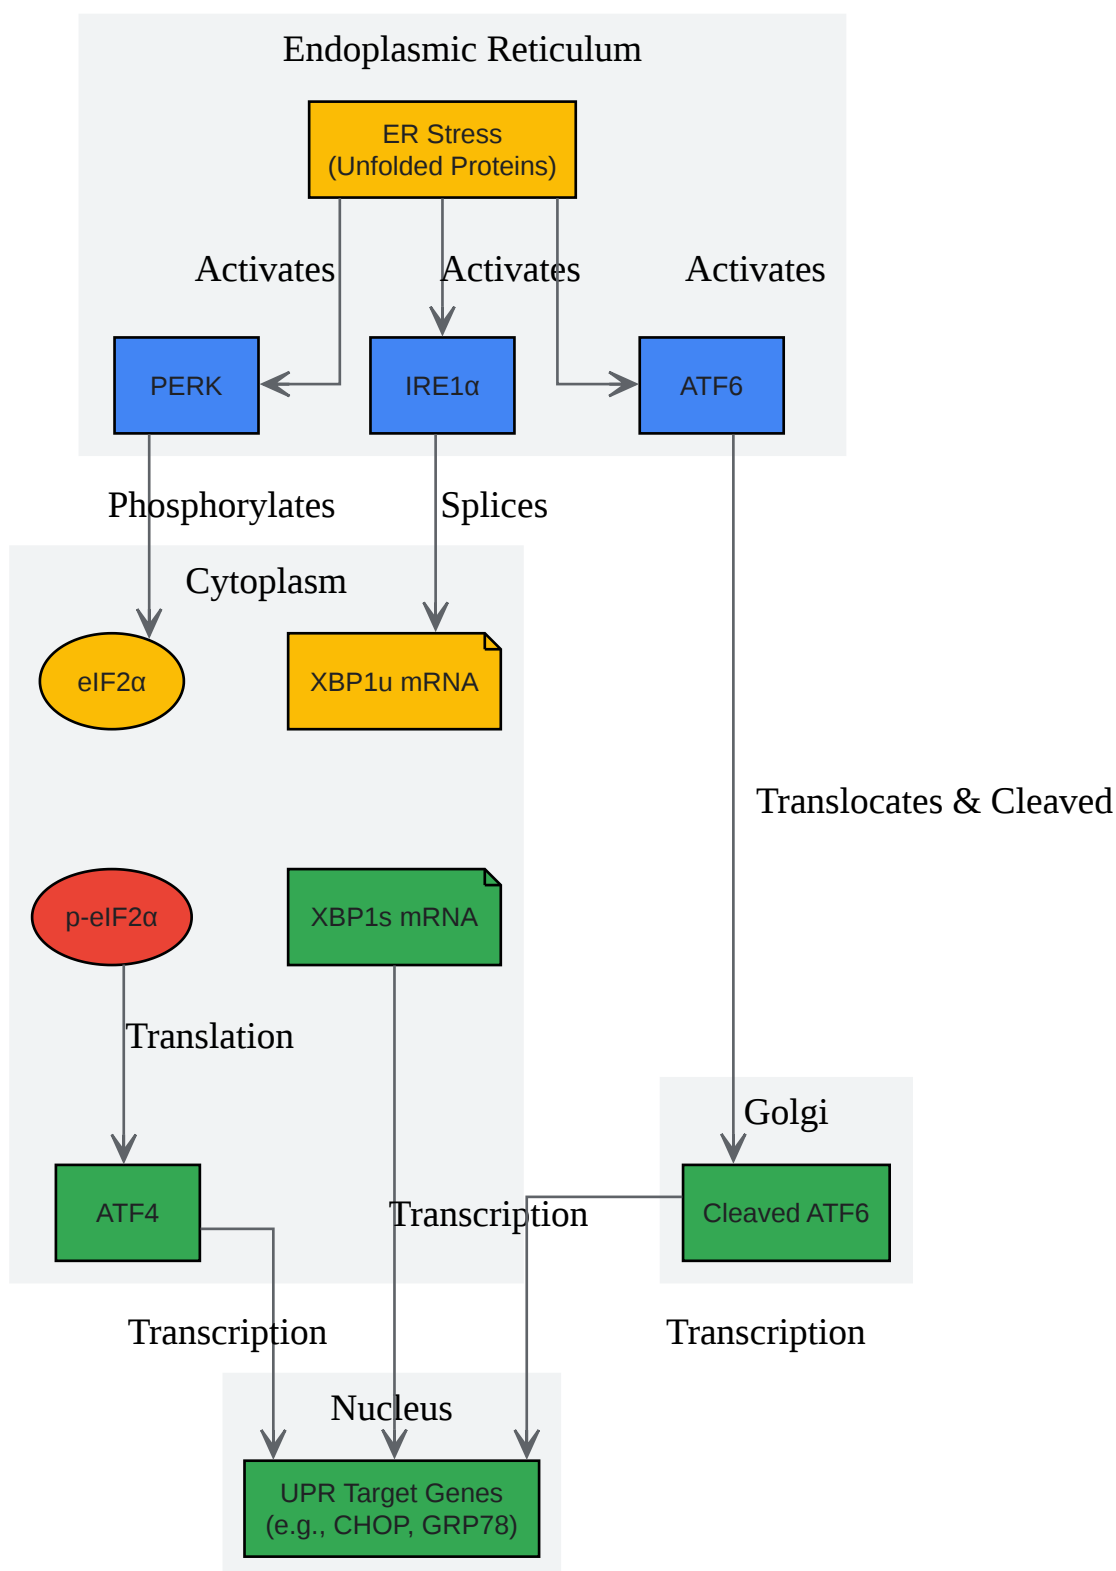 Endoplasmic Reticulum
ER Stress
(Unfolded Proteins)
Activates
Activates
Activates
PERK
IRE1α
ATF6
Phosphorylates
Splices
Cytoplasm
eIF2α
XBP1u mRNA
Translocates & Cleaved
p-eIF2α
XBP1s mRNA
Translation
Golgi
ATF4
Transcription
Cleaved ATF6
Transcription
Transcription
Nucleus
UPR Target Genes
(e.g., CHOP, GRP78)